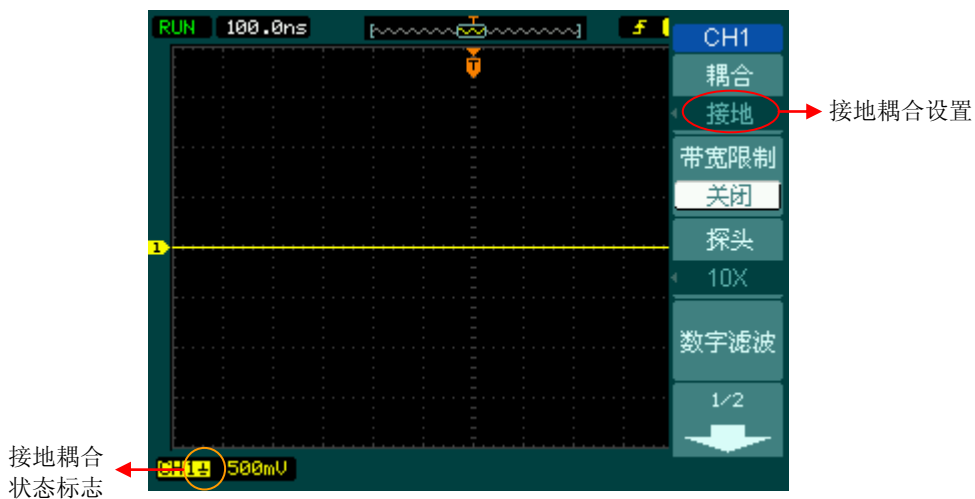 RUN 100.0ns
T
CH1
耦合
接地
接地耦合设置
带宽限制
关闭
探头
10X
数字滤波
1/2
1
CH1 500mV
接地耦合
状态标志